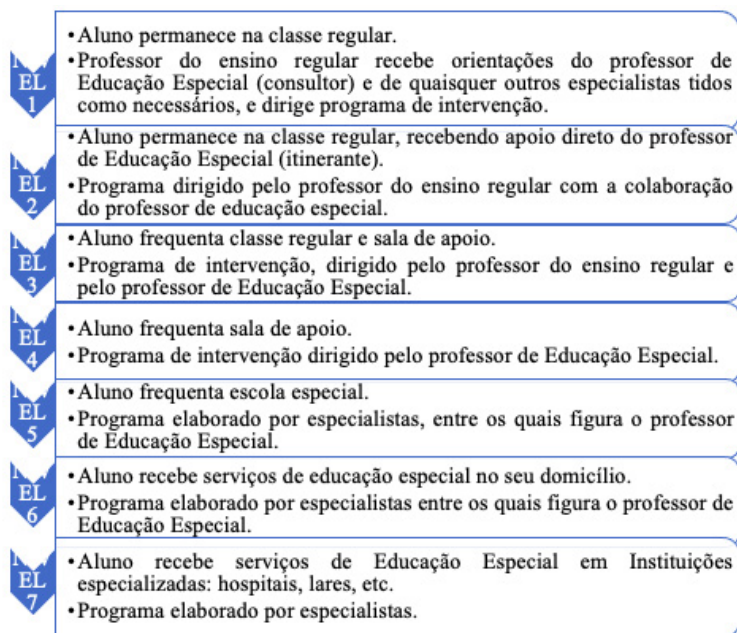 EL
1
• Aluno permanece na classe regular.
• Professor do ensino regular recebe orientações do professor de
Educação Especial (consultor) e de quaisquer outros especialistas tidos
como necessários, e dirige programa de intervenção.
EL
2
• Aluno permanece na classe regular, recebendo apoio direto do professor
de Educação Especial (itinerante).
• Programa dirigido pelo professor do ensino regular com a colaboração
do professor de educação especial.
EL
3
• Aluno frequenta classe regular e sala de apoio.
• Programa de intervenção, dirigido pelo professor do ensino regular e
pelo professor de Educação Especial.
EL
4
• Aluno frequenta sala de apoio.
• Programa de intervenção dirigido pelo professor de Educação Especial.
EL
5
• Aluno frequenta escola especial.
• Programa elaborado por especialistas, entre os quais figura o professor
de Educação Especial.
EL
6
• Aluno recebe serviços de educação especial no seu domicílio.
• Programa elaborado por especialistas entre os quais figura o professor de
Educação Especial.
EL
7
• Aluno recebe serviços de Educação Especial em Instituições
especializadas: hospitais, lares, etc.
• Programa elaborado por especialistas.